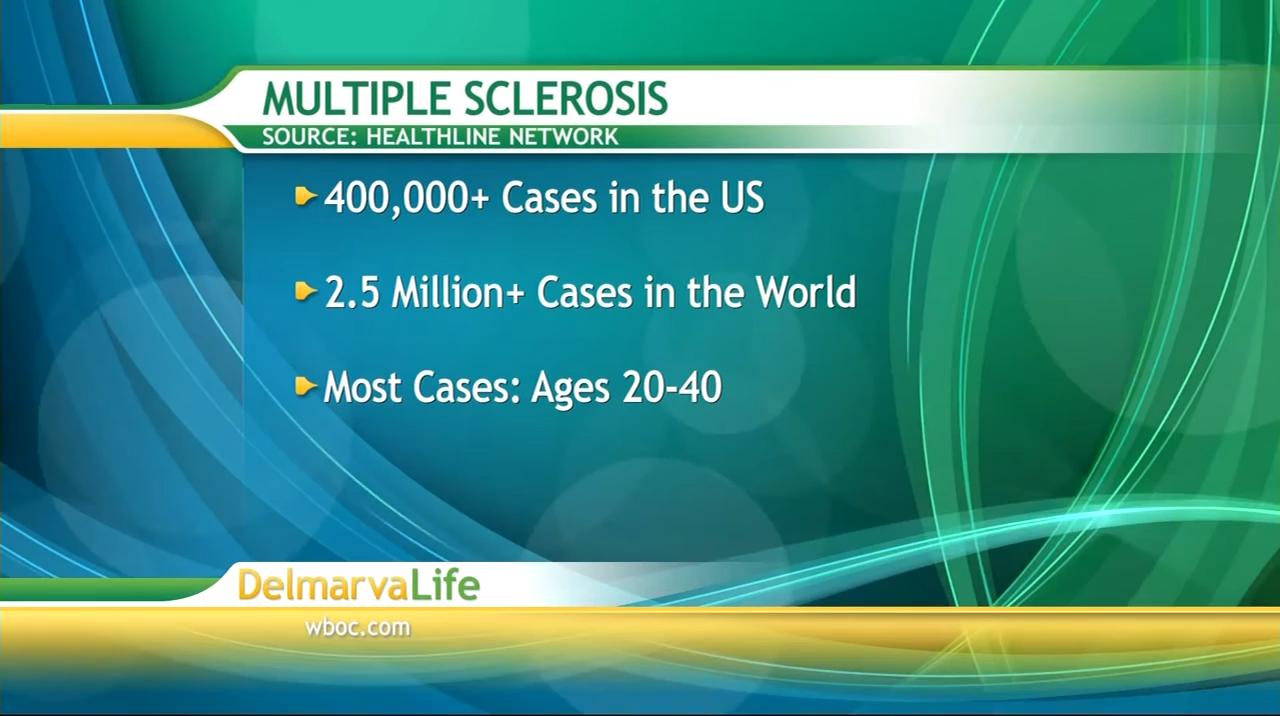 MULTIPLE SCLEROSIS
SOURCE: HEALTHLINE NETWORK
400,000+ Cases in the US
2.5 Million+ Cases in the World
Most Cases: Ages 20-40
DelmarvaLife
wboc.com